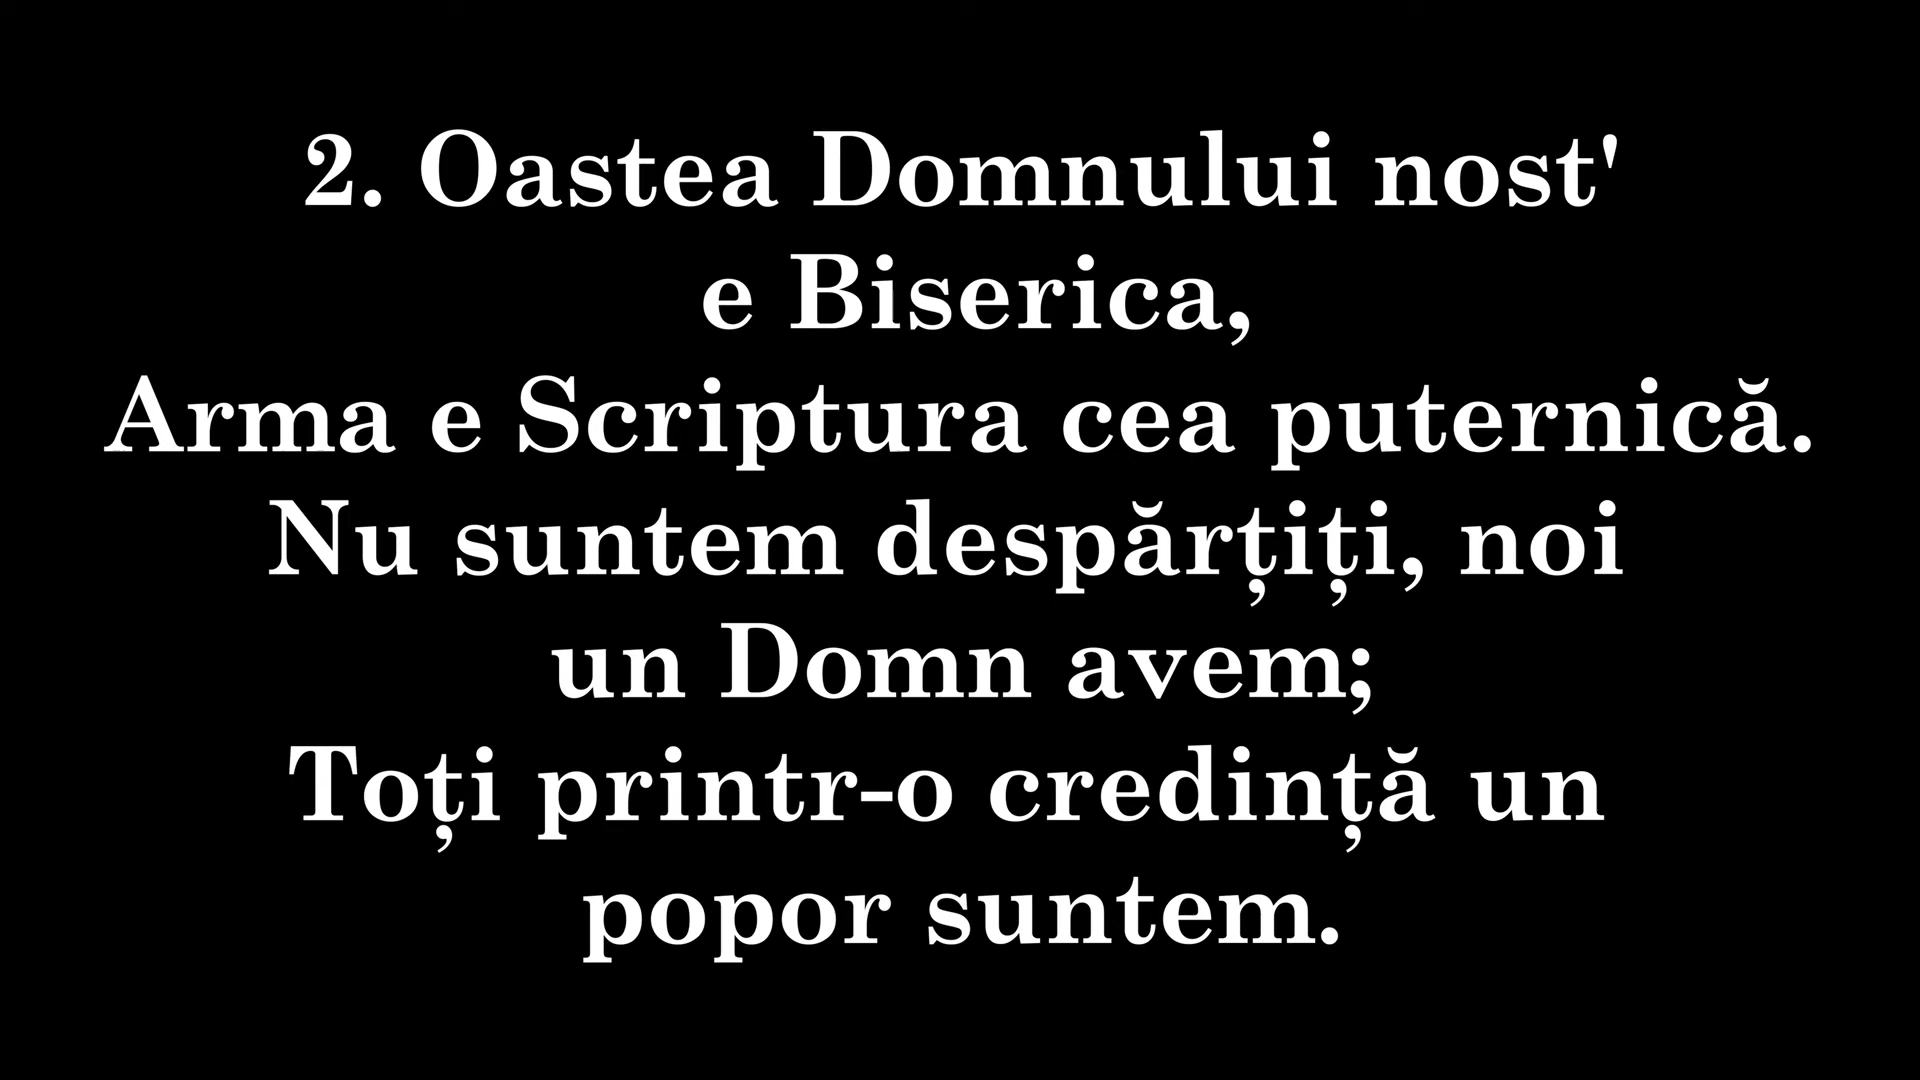 2. Oastea Domnului nost'
e Biserica,
Arma e Scriptura cea puternică.
Nu suntem despărțiți, noi
un Domn avem;
Toți printr-o credință un
popor suntem.